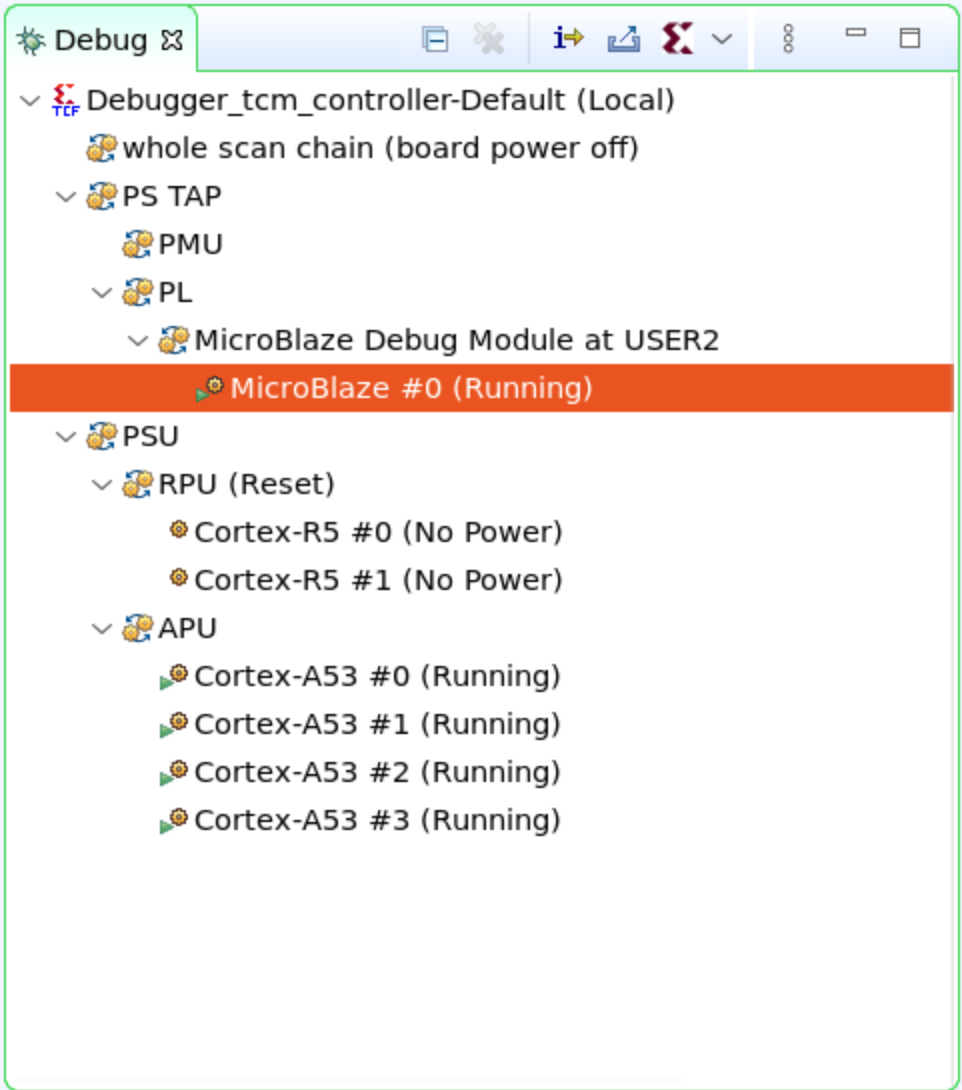 Debug
Debugger_tcm_controller-Default (Local)
TCF
whole scan chain (board power off)
PS TAP
PMU
PL
MicroBlaze Debug Module at USER2
MicroBlaze #0 (Running)
PSU
RPU (Reset)
Cortex-R5 #0 (No Power)
Cortex-R5 #1 (No Power)
APU
Cortex-A53 #0 (Running)
Cortex-A53 #1 (Running)
Cortex-A53 #2 (Running)
Cortex-A53 #3 (Running)